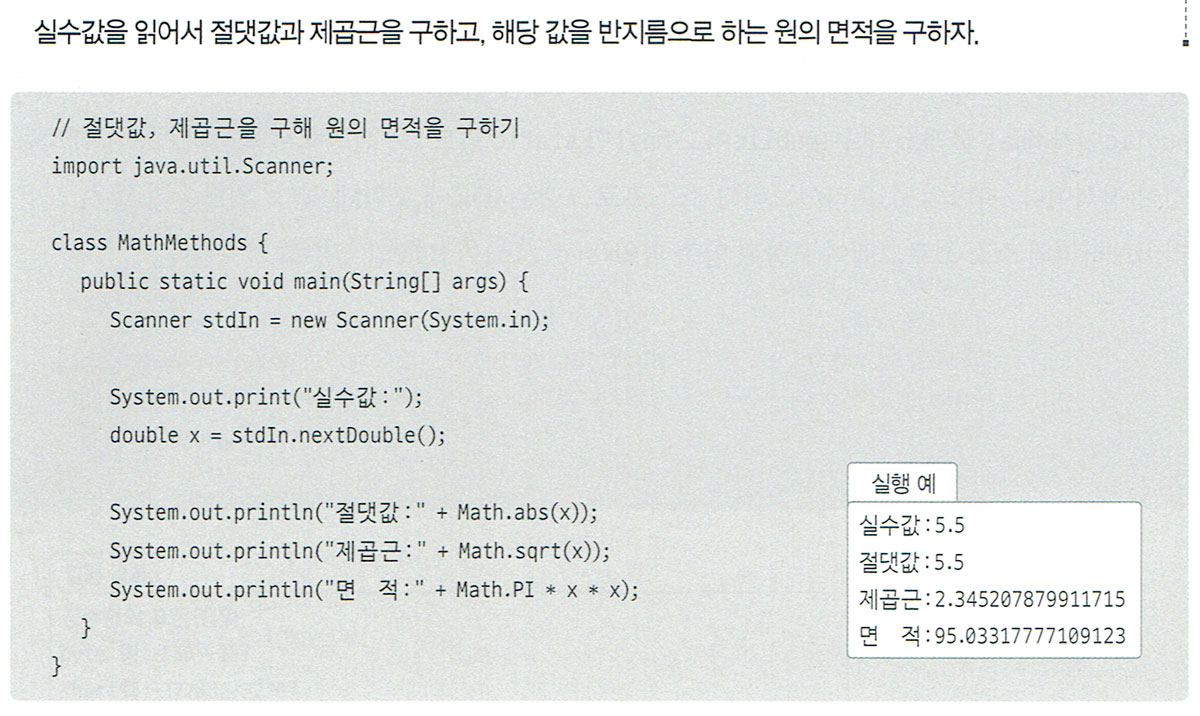 실수값을 읽어서 절댓값과 제곱근을 구하고, 해당 값을 반지름으로 하는 원의 면적을 구하자.
// 절댓값, 제곱근을 구해 원의 면적을 구하기
import java.util.Scanner;
class MathMethods {
public static void main(String[] args) {
Scanner stdIn = new Scanner(System.in);
System.out.print("실수값:");
double x = stdIn.nextDouble();
System.out.println("절댓값:" + Math.abs(x));
System.out.println("제곱근:" + Math.sqrt(x));
System.out.println("면 적:" + Math.PI * x * x);
}
}
실행 예
실수값:5.5
절댓값:5.5
제곱근:2.345207879911715
면 적:95.03317777109123